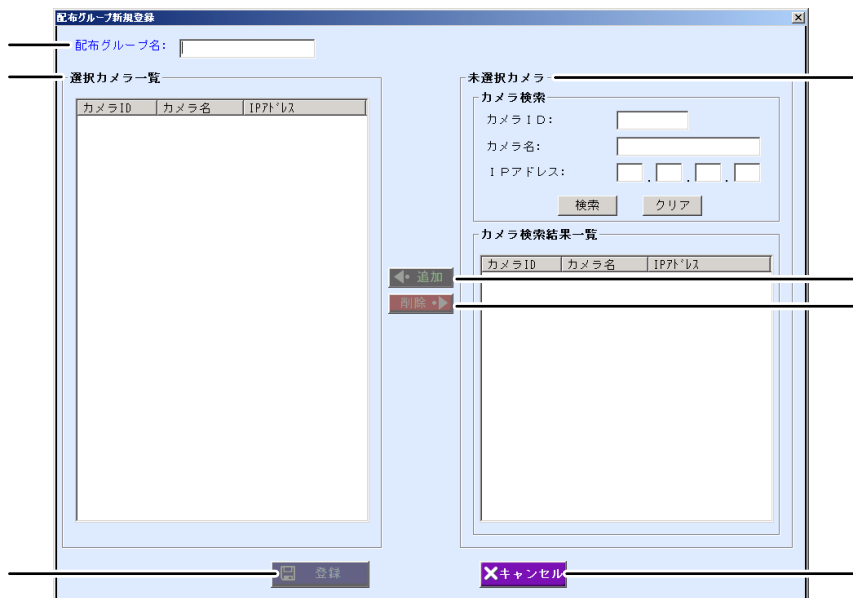 配布グループ新規登録
配布グループ名:
選択カメラ一覧
カメラID カメラ名 IPｱﾄﾞﾚｽ
未選択カメラ
カメラ検索
カメラＩＤ:
カメラ名:
ＩＰアドレス:
. . .
検索 クリア
カメラ検索結果一覧
カメラID カメラ名 IPｱﾄﾞﾚｽ
追加
削除
登録
キャンセル